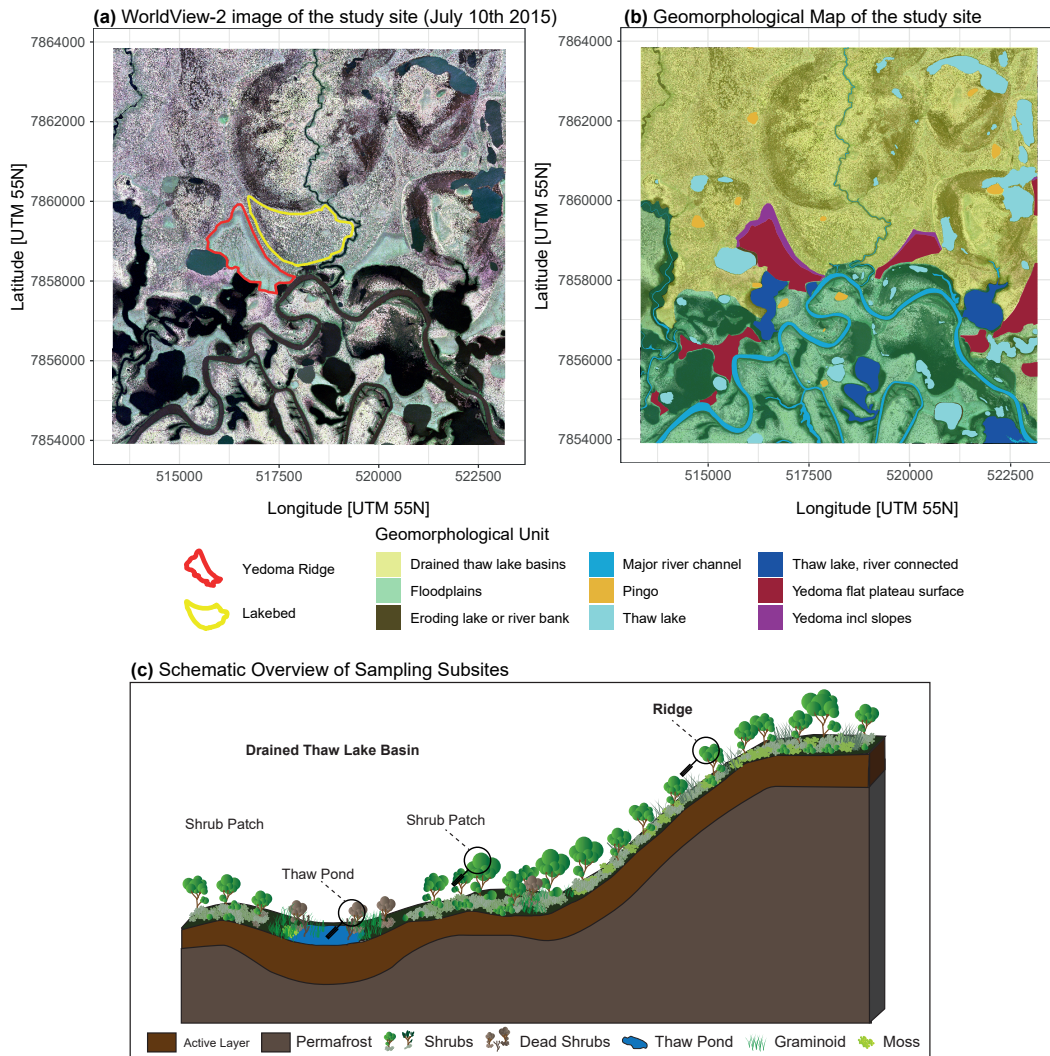 (a) WorldView-2 image of the study site (July 10th 2015)
(b) Geomorphological Map of the study site
7864000
7862000
7860000
7858000
7856000
7854000
Latitude [UTM 55N]
515000 517500 520000 522500
Longitude [UTM 55N]
7864000
7862000
7860000
7858000
7856000
7854000
Latitude [UTM 55N]
515000 517500 520000 522500
Longitude [UTM 55N]
Yedoma Ridge
Lakebed
Geomorphological Unit
Drained thaw lake basins
Floodplains
Eroding lake or river bank
Major river channel
Pingo
Thaw lake
Thaw lake, river connected
Yedoma flat plateau surface
Yedoma incl slopes
(c) Schematic Overview of Sampling Subsites
Ridge
Drained Thaw Lake Basin
Shrub Patch
Shrub Patch
Thaw Pond
Active Layer Permafrost Shrubs Dead Shrubs Thaw Pond Graminoid Moss